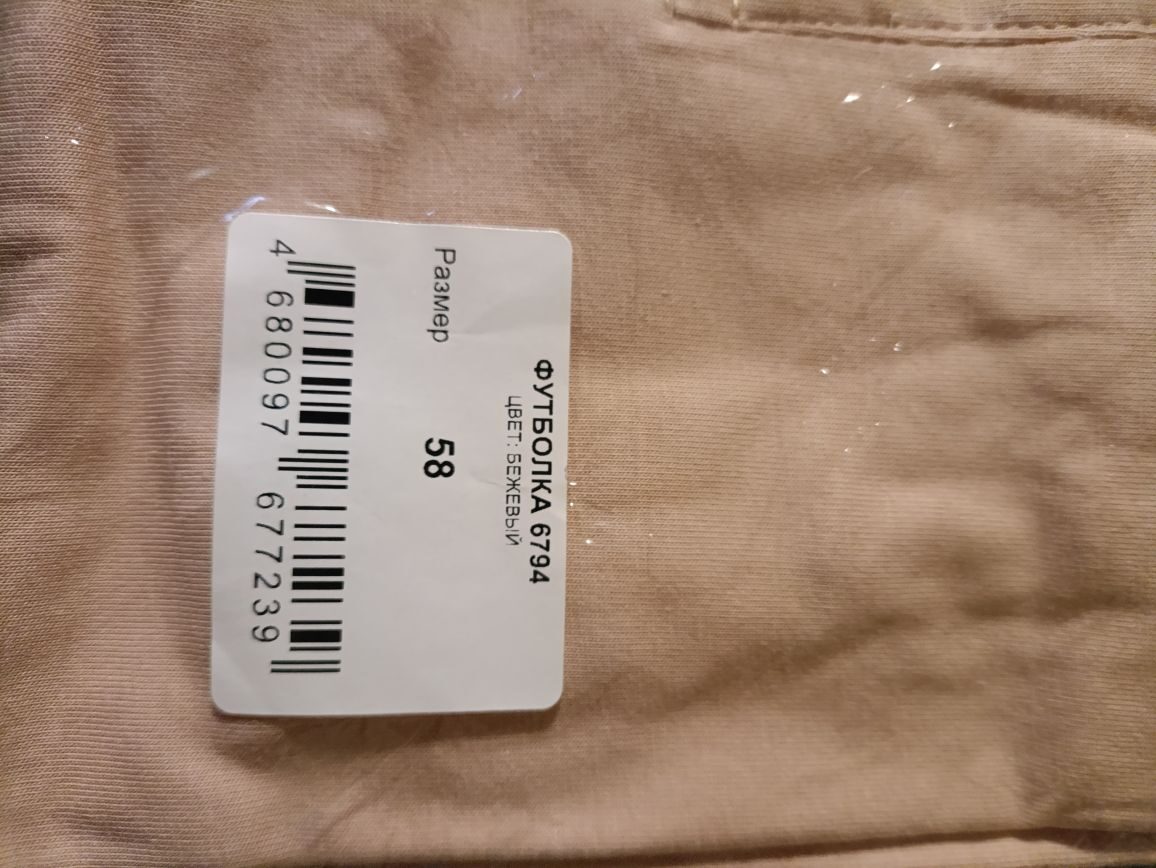 ФУТБОЛКА 6794
ЦВЕТ: БЕЖЕВЫЙ
Размер 58
4 680097 677239